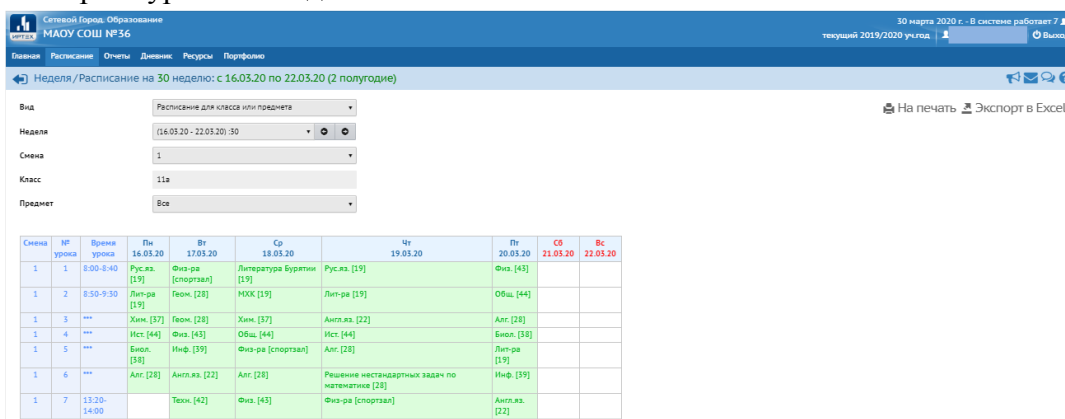 Сетевой Город. Образование
30 марта 2020 г. - В системе работает 7
ИРТЕХ МАОУ СОШ №36
текущий 2019/2020 уч.год
Выход
Главная Расписание Отчеты Дневник Ресурсы Портфолио
Неделя/Расписание на 30 неделю: с 16.03.20 по 22.03.20 (2 полугодие)
Вид Расписание для класса или предмета
На печать Экспорт в Excel
Неделя (16.03.20 - 22.03.20) :30
Смена 1
Класс 11в
Предмет Все
Смена № урока Время урока Пн 16.03.20 Вт 17.03.20 Ср 18.03.20 Чт 19.03.20 Пт 20.03.20 Сб 21.03.20 Вс 22.03.20
1 1 8:00-8:40 Рус.яз. [19] Физ-ра [спортзал] Литература Бурятии [19] Рус.яз. [19] Физ. [43]
1 2 8:50-9:30 Лит-ра [19] Геом. [28] МХК [19] Лит-ра [19] Общ. [44]
1 3 *** Хим. [37] Геом. [28] Хим. [37] Англ.яз. [22] Алг. [28]
1 4 *** Ист. [44] Физ. [43] Общ. [44] Ист. [44] Биол. [38]
1 5 *** Биол. [38] Инф. [39] Физ-ра [спортзал] Алг. [28] Лит-ра [19]
1 6 *** Алг. [28] Англ.яз. [22] Алг. [28] Решение нестандартных задач по математике [28] Инф. [39]
1 7 13:20-14:00 Техн. [42] Физ. [43] Физ-ра [спортзал] Англ.яз. [22]